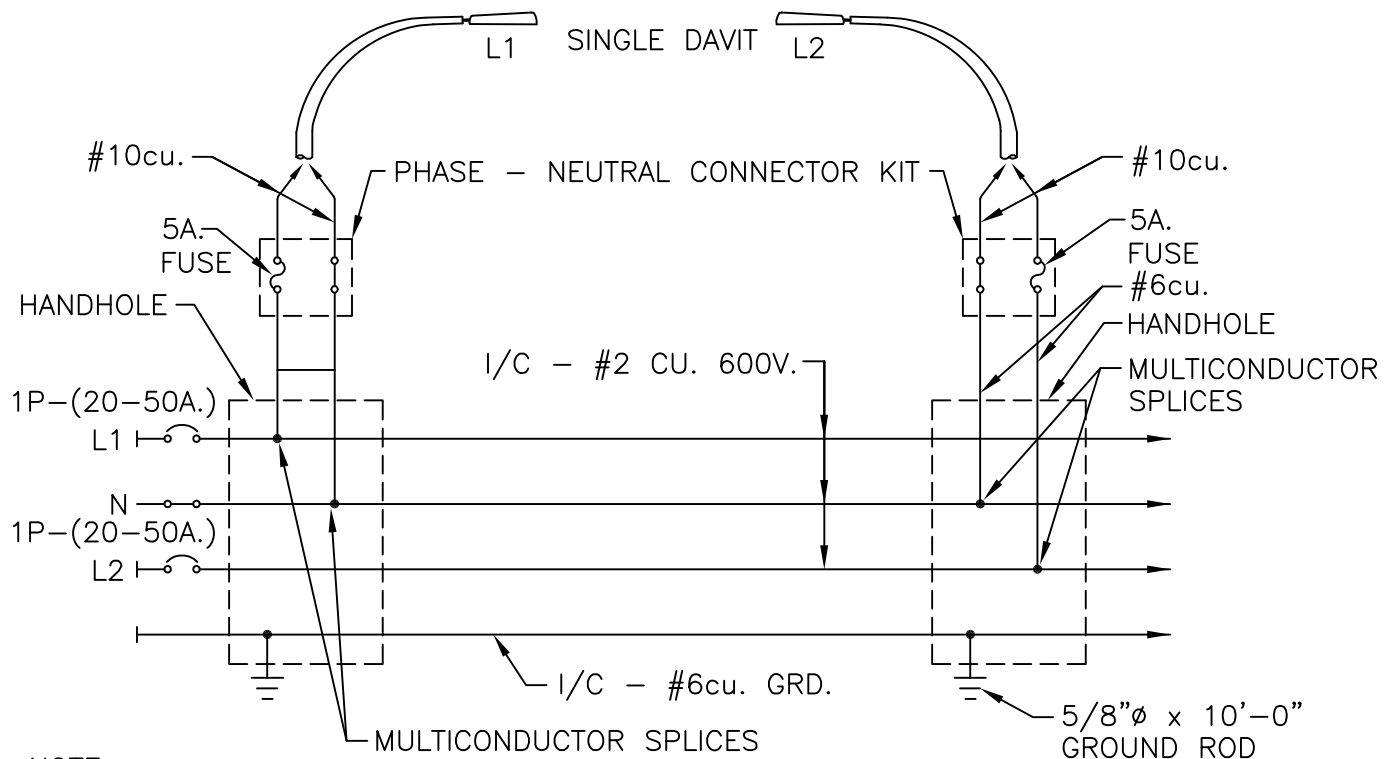 L1
SINGLE DAVIT
L2
#10cu.
PHASE - NEUTRAL CONNECTOR KIT
#10cu.
5A.
FUSE
5A.
FUSE
#6cu.
HANDHOLE
HANDHOLE
I/C - #2 CU. 600V.
MULTICONDUCTOR
SPLICES
1P-(20-50A.)
L1
N
1P-(20-50A.)
L2
I/C - #6cu. GRD.
5/8"ø x 10'-0"
GROUND ROD
MULTICONDUCTOR SPLICES